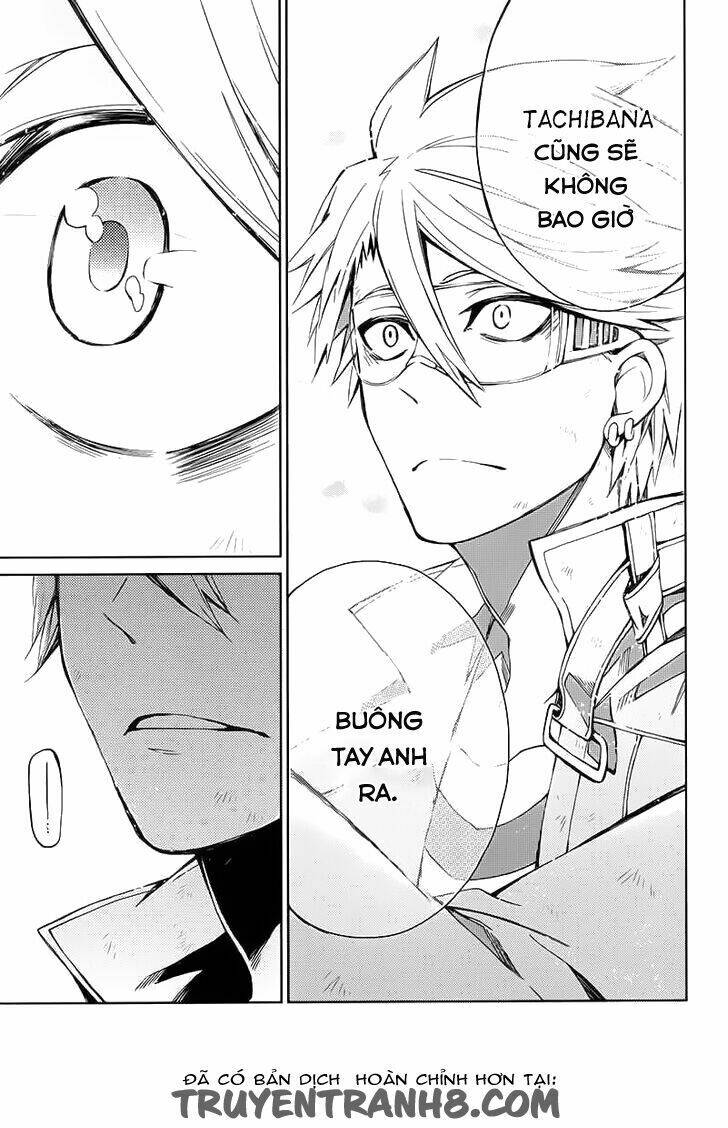 TACHIBANA
CŨNG SẼ
KHÔNG
BAO GIỜ
BUÔNG
TAY ANH
RA.
ĐÃ CÓ BẢN DỊCH HOÀN CHỈNH HƠN TẠI:
TRUYENTRANH8.COM